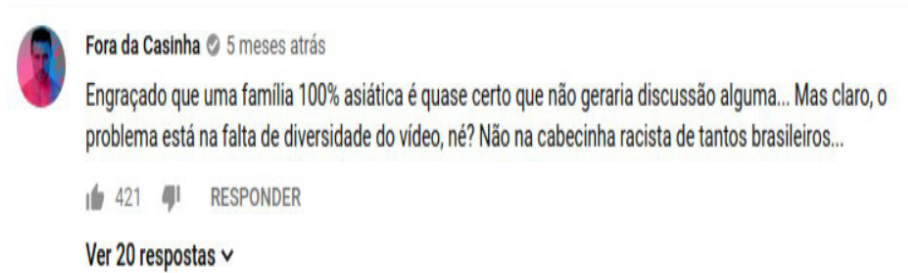 Fora da Casinha 5 meses atrás
Engraçado que uma família 100% asiática é quase certo que não geraria discussão alguma... Mas claro, o
problema está na falta de diversidade do vídeo, né? Não na cabecinha racista de tantos brasileiros...
421 RESPONDER
Ver 20 respostas